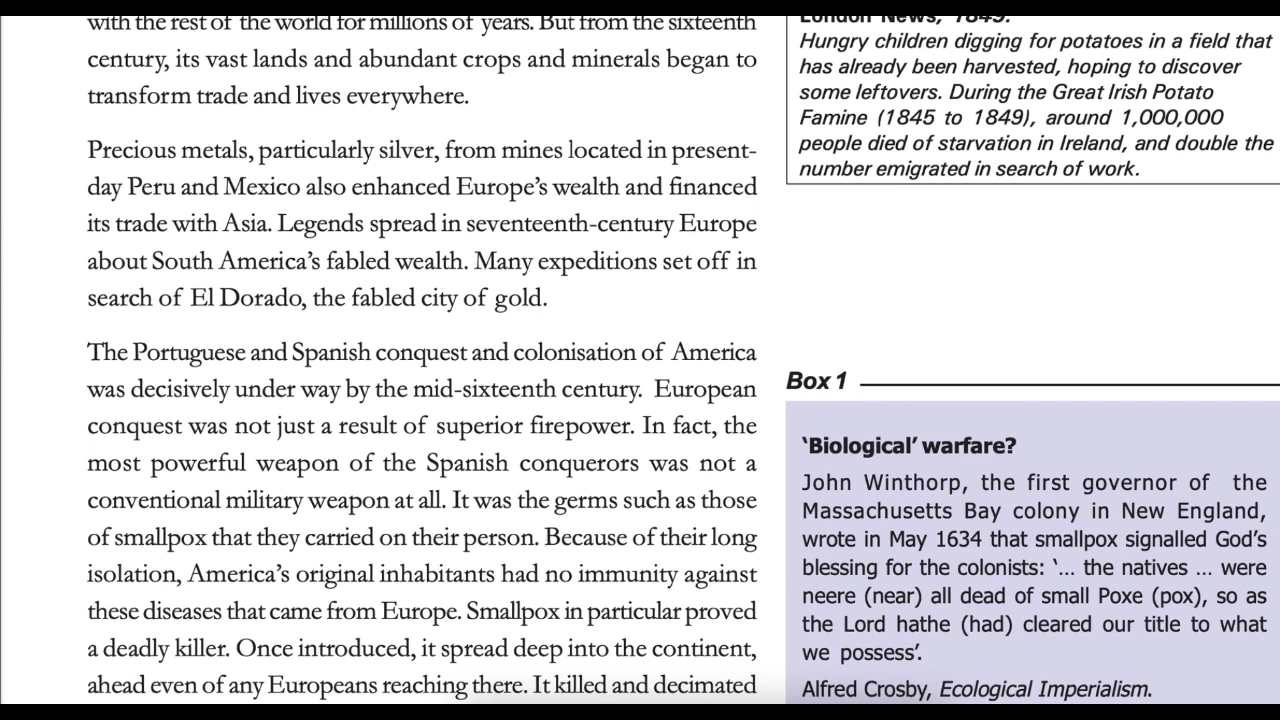 with the rest of the world for millions of years. But from the sixteenth
century, its vast lands and abundant crops and minerals began to
transform trade and lives everywhere.
Precious metals, particularly silver, from mines located in present-
day Peru and Mexico also enhanced Europe's wealth and financed
its trade with Asia. Legends spread in seventeenth-century Europe
about South America's fabled wealth. Many expeditions set off in
search of El Dorado, the fabled city of gold.
The Portuguese and Spanish conquest and colonisation of America
was decisively under way by the mid-sixteenth century. European
conquest was not just a result of superior firepower. In fact, the
most powerful weapon of the Spanish conquerors was not a
conventional military weapon at all. It was the germs such as those
of smallpox that they carried on their person. Because of their long
isolation, America's original inhabitants had no immunity against
these diseases that came from Europe. Smallpox in particular proved
a deadly killer. Once introduced, it spread deep into the continent,
ahead even of any Europeans reaching there. It killed and decimated
London News, 1849.
Hungry children digging for potatoes in a field that
has already been harvested, hoping to discover
some leftovers. During the Great Irish Potato
Famine (1845 to 1849), around 1,000,000
people died of starvation in Ireland, and double the
number emigrated in search of work.
Box 1
'Biological' warfare?
John Winthorp, the first governor of the
Massachusetts Bay colony in New England,
wrote in May 1634 that smallpox signalled God's
blessing for the colonists: '... the natives ... were
neere (near) all dead of small Poxe (pox), so as
the Lord hathe (had) cleared our title to what
we possess'.
Alfred Crosby, Ecological Imperialism.